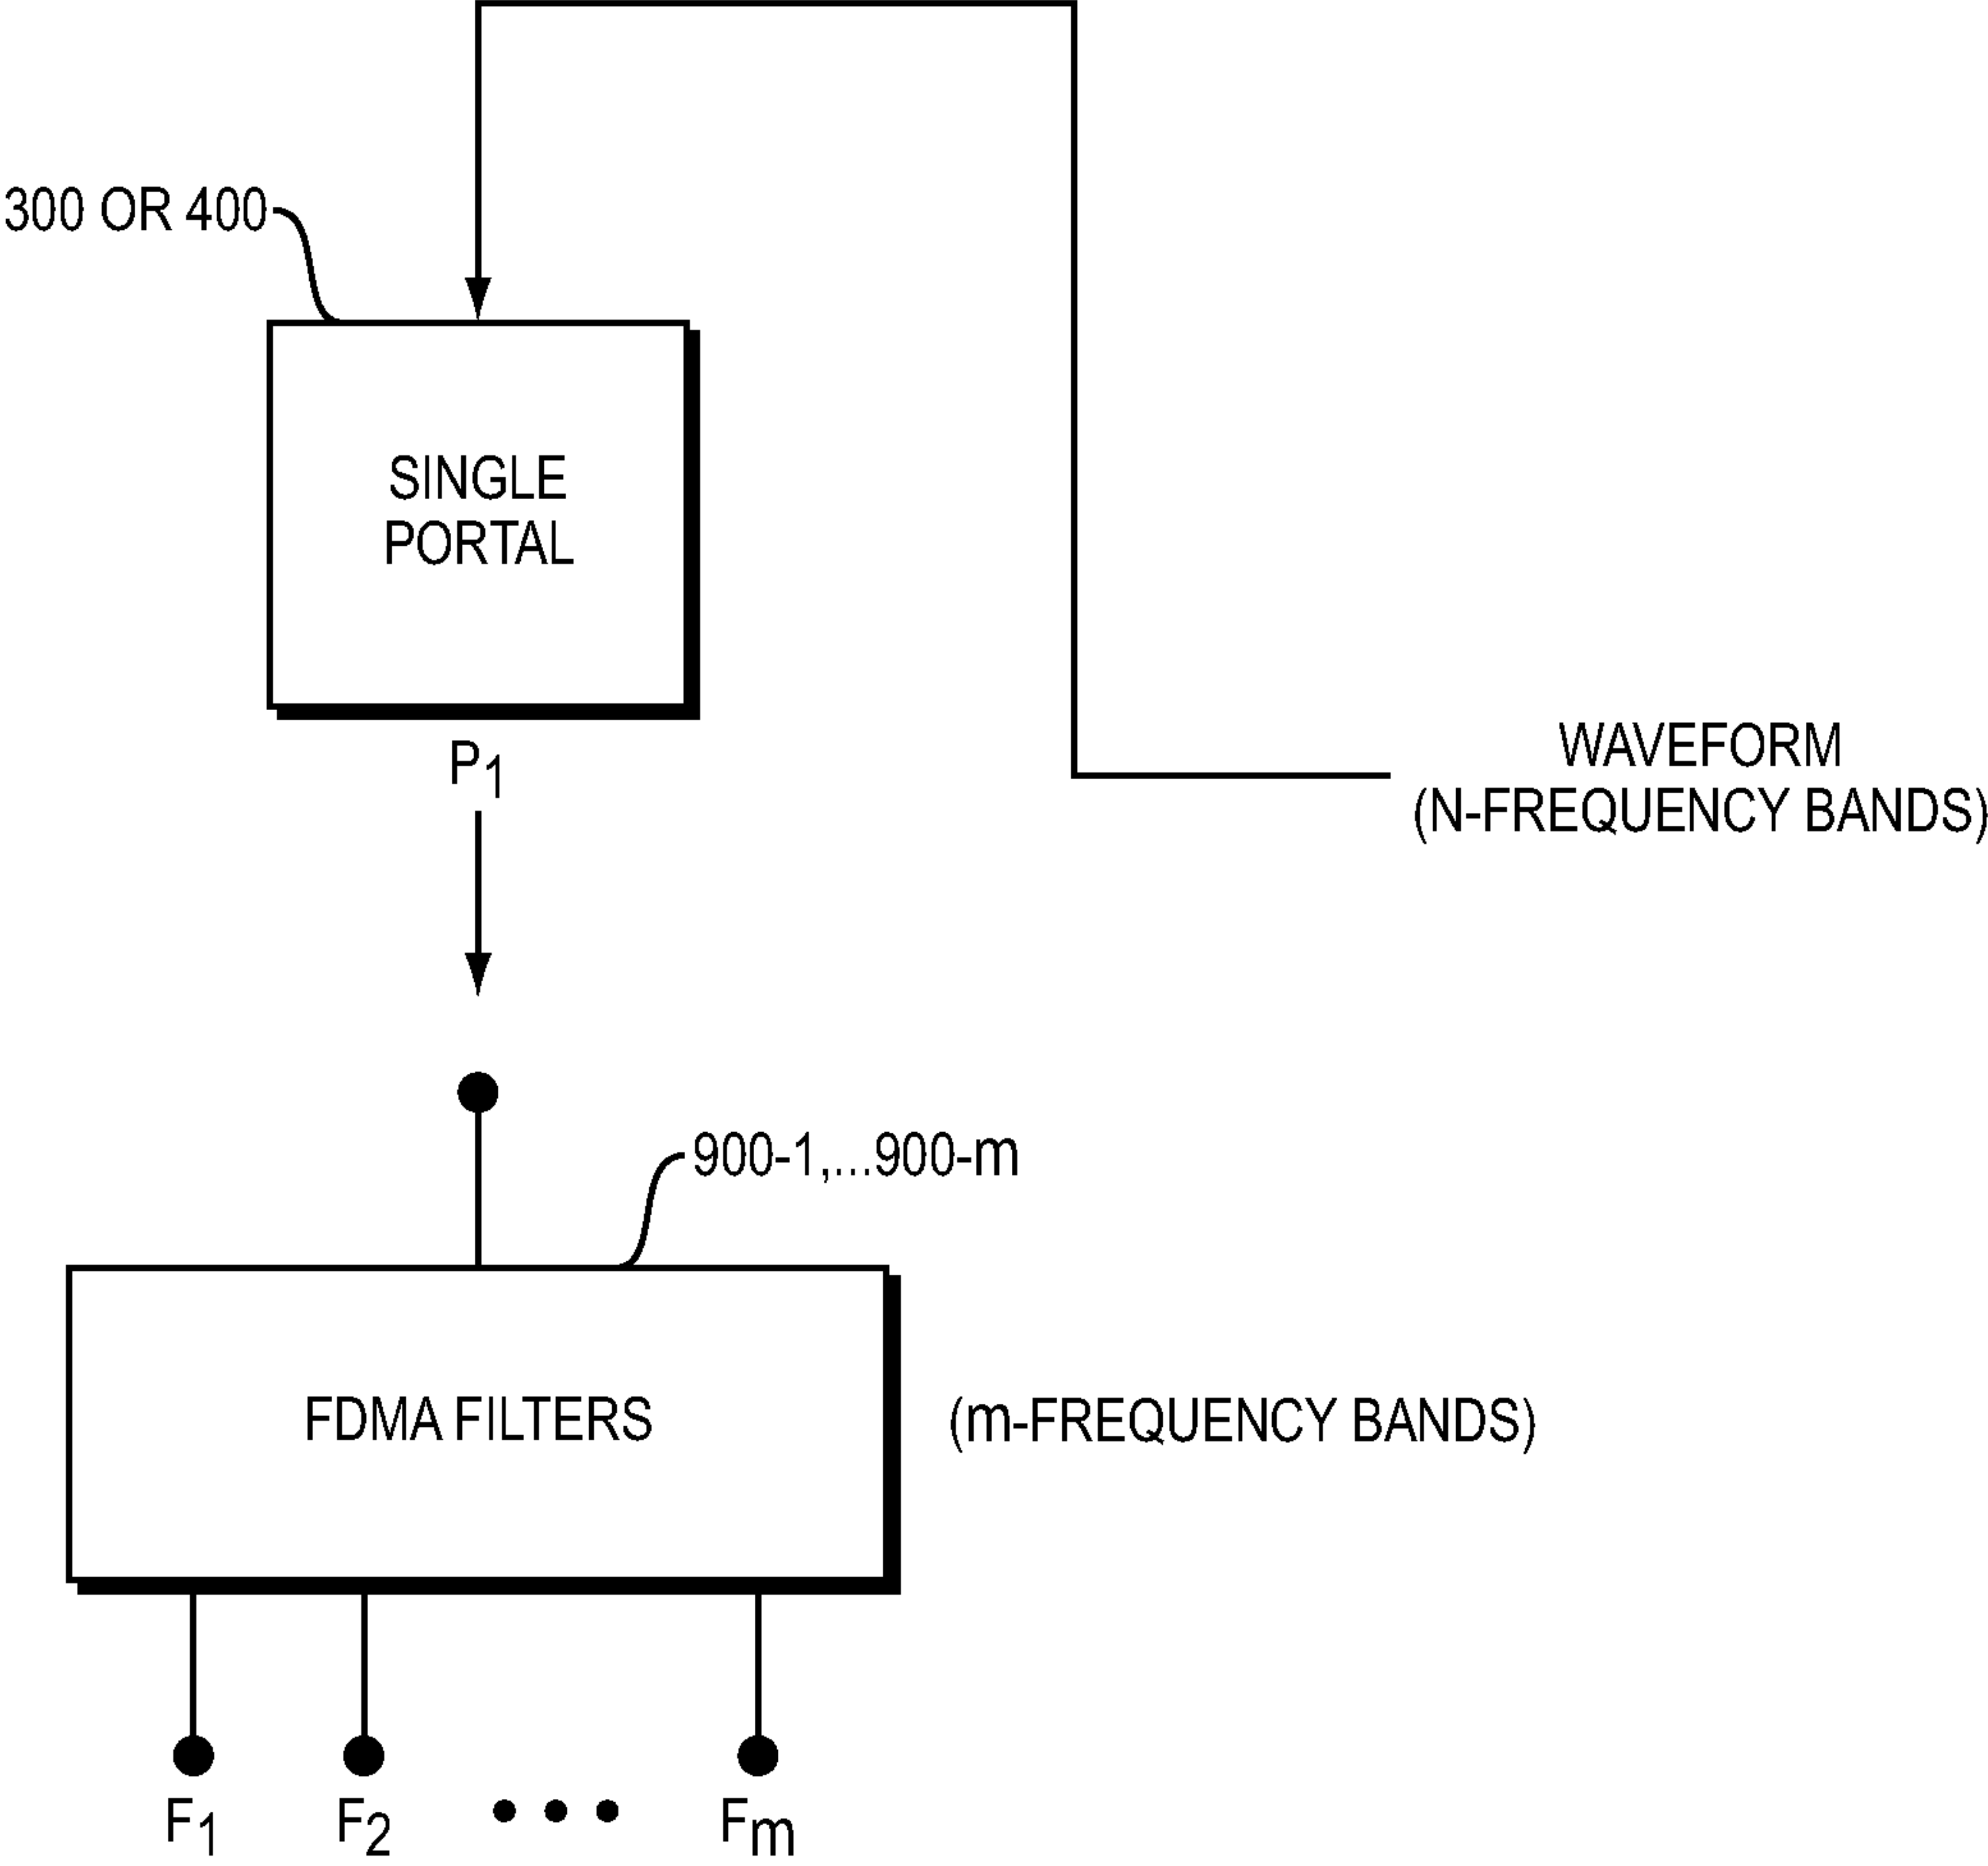 300 OR 400
SINGLE
PORTAL
P1
WAVEFORM
(N-FREQUENCY BANDS)
900-1,...900-m
FDMA FILTERS
(m-FREQUENCY BANDS)
F1 F2 ••• Fm